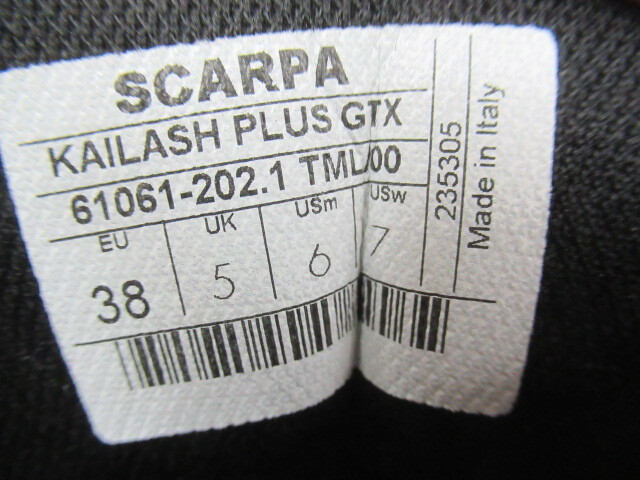 SCARPA
KAILASH PLUS GTX
61061-202.1
EU UK USm USw
38 5 6 7
235305
Made in Italy